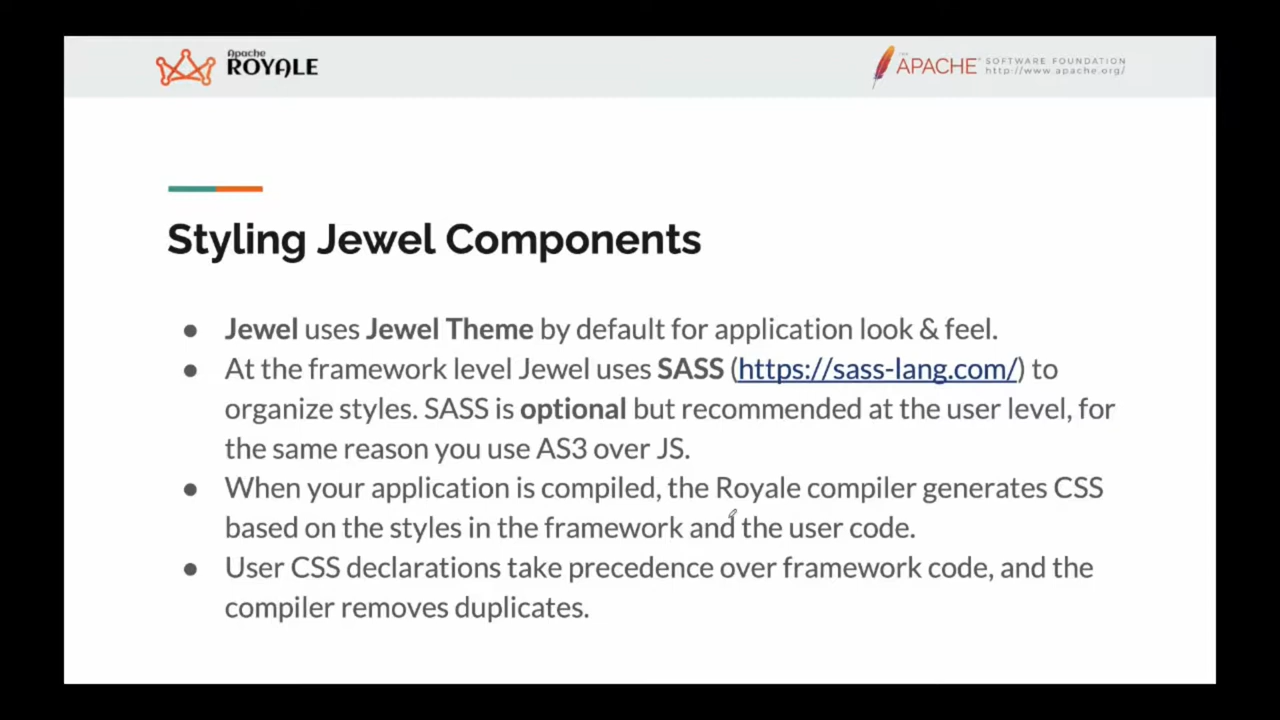 Apache
ROYALE
THE
APACHE® SOFTWARE FOUNDATION
http://www.apache.org/
Styling Jewel Components
● Jewel uses Jewel Theme by default for application look & feel.
● At the framework level Jewel uses SASS (https://sass-lang.com/) to
organize styles. SASS is optional but recommended at the user level, for
the same reason you use AS3 over JS.
● When your application is compiled, the Royale compiler generates CSS
based on the styles in the framework and the user code.
● User CSS declarations take precedence over framework code, and the
compiler removes duplicates.